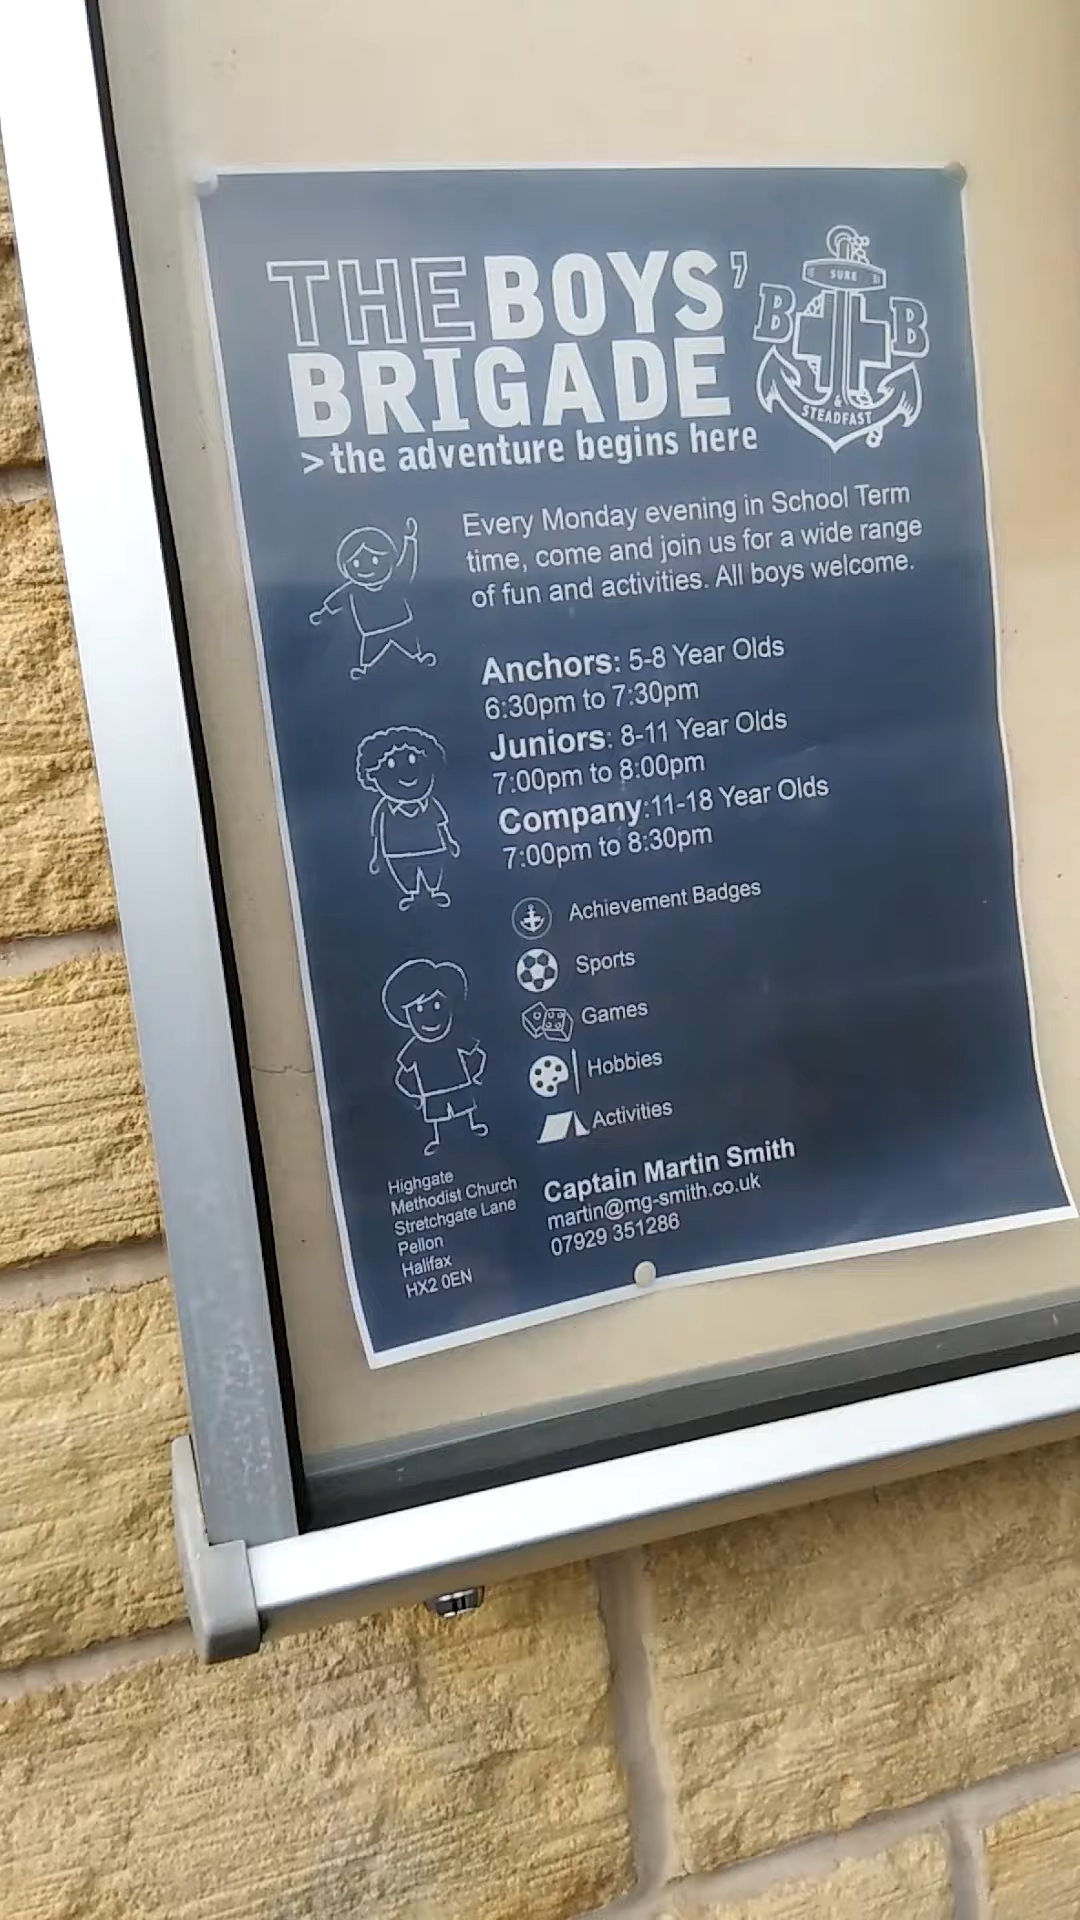 THE BOYS'
BRIGADE
> the adventure begins here
SURE
B B
&
STEADFAST
Every Monday evening in School Term
time, come and join us for a wide range
of fun and activities. All boys welcome.
Anchors: 5-8 Year Olds
6:30pm to 7:30pm
Juniors: 8-11 Year Olds
7:00pm to 8:00pm
Company:11-18 Year Olds
7:00pm to 8:30pm
Achievement Badges
Sports
Games
Hobbies
Activities
Highgate
Methodist Church
Stretchgate Lane
Pellon
Halifax
HX2 0EN
Captain Martin Smith
martin@mg-smith.co.uk
07929 351286